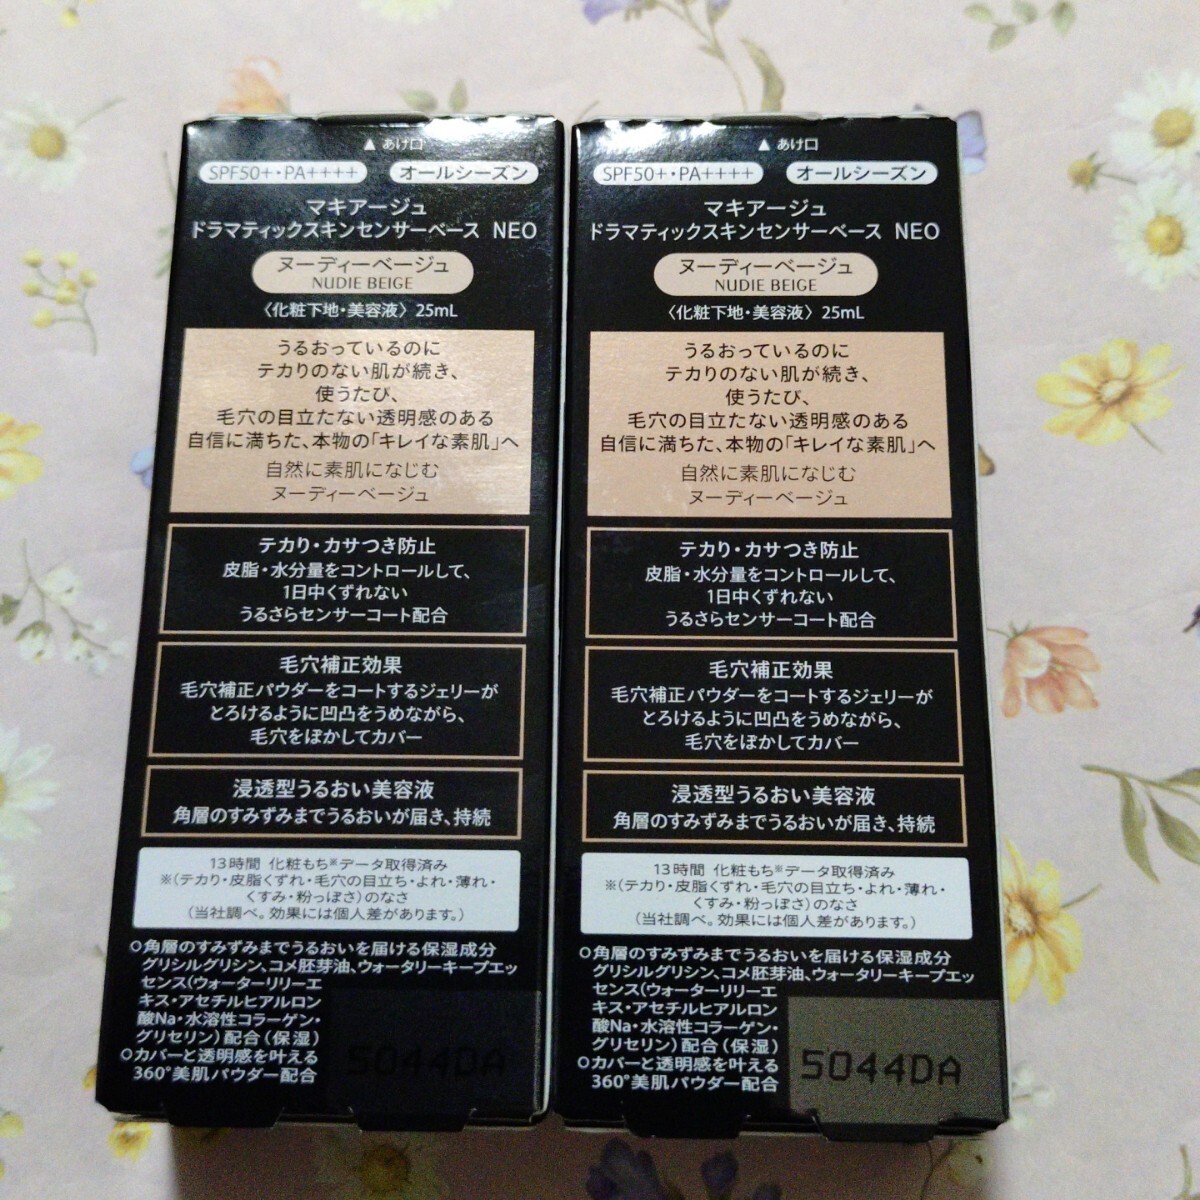 ▲ あけ口
SPF50+・PA++++
オールシーズン
マキアージュ
ドラマティックスキンセンサーベース NEO
ヌーディーベージュ
NUDIE BEIGE
〈化粧下地・美容液〉25mL
うるおっているのに
テカりのない肌が続き、
使うたび、
毛穴の目立たない透明感のある
自信に満ちた、本物の「キレイな素肌」へ
自然に素肌になじむ
ヌーディーベージュ
テカり・カサつき防止
皮脂・水分量をコントロールして、
1日中くずれない
うるさらセンサーコート配合
毛穴補正効果
毛穴補正パウダーをコートするジェリーが
とろけるように凹凸をうめながら、
毛穴をぼかしてカバー
浸透型うるおい美容液
角層のすみずみまでうるおいが届き、持続
13時間 化粧もち※データ取得済み
※(テカり・皮脂くずれ・毛穴の目立ち・よれ・薄れ・
くすみ・粉っぽさ)のなさ
(当社調べ。効果には個人差があります。)
○角層のすみずみまでうるおいを届ける保湿成分
グリシルグリシン、コメ胚芽油、ウォータリーキープエッ
センス(ウォーターリリーエ
キス・アセチルヒアルロン
酸Na・水溶性コラーゲン・
グリセリン)配合(保湿)
○カバーと透明感を叶える
360°美肌パウダー配合
5044DA
▲ あけ口
SPF50+・PA++++
オールシーズン
マキアージュ
ドラマティックスキンセンサーベース NEO
ヌーディーベージュ
NUDIE BEIGE
〈化粧下地・美容液〉25mL
うるおっているのに
テカりのない肌が続き、
使うたび、
毛穴の目立たない透明感のある
自信に満ちた、本物の「キレイな素肌」へ
自然に素肌になじむ
ヌーディーベージュ
テカり・カサつき防止
皮脂・水分量をコントロールして、
1日中くずれない
うるさらセンサーコート配合
毛穴補正効果
毛穴補正パウダーをコートするジェリーが
とろけるように凹凸をうめながら、
毛穴をぼかしてカバー
浸透型うるおい美容液
角層のすみずみまでうるおいが届き、持続
13時間 化粧もち※データ取得済み
※(テカり・皮脂くずれ・毛穴の目立ち・よれ・薄れ・
くすみ・粉っぽさ)のなさ
(当社調べ。効果には個人差があります。)
○角層のすみずみまでうるおいを届ける保湿成分
グリシルグリシン、コメ胚芽油、ウォータリーキープエッ
センス(ウォーターリリーエ
キス・アセチルヒアルロン
酸Na・水溶性コラーゲン・
グリセリン)配合(保湿)
○カバーと透明感を叶える
360°美肌パウダー配合
5044DA